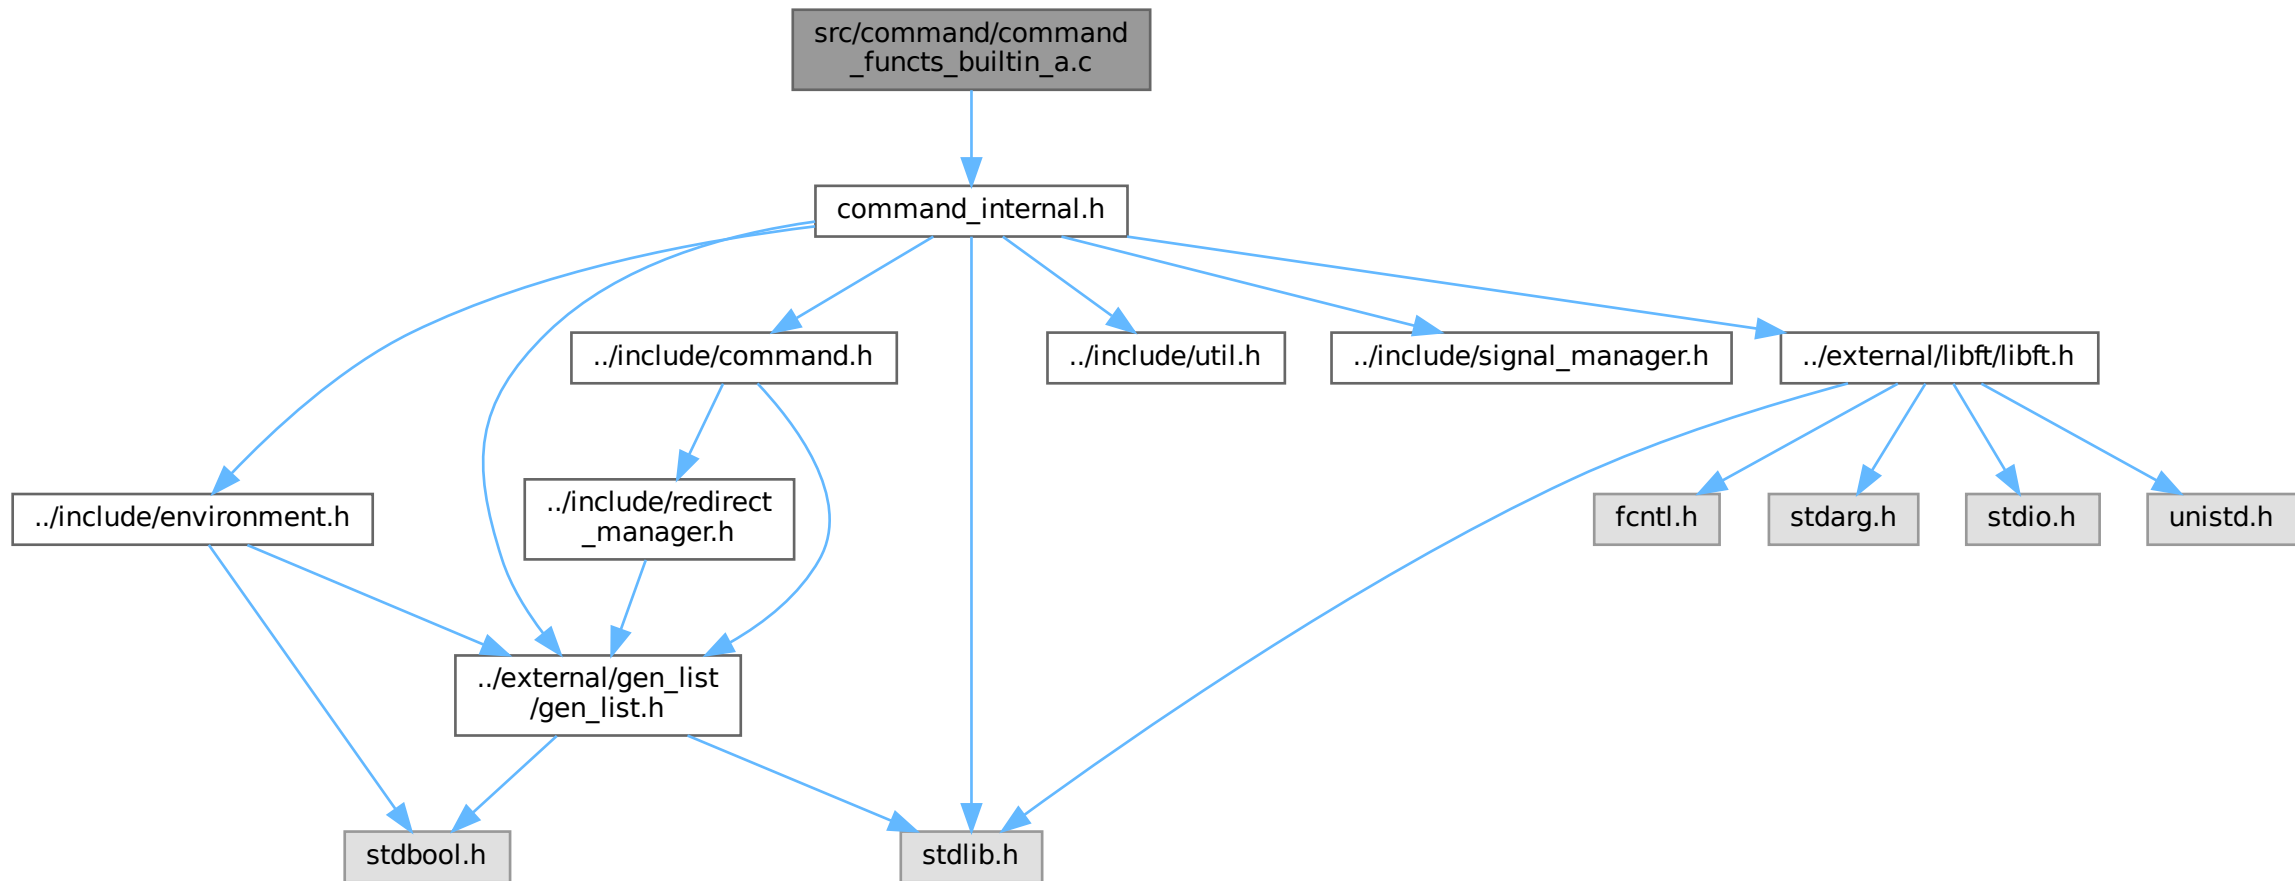 src/command/command
_functs_builtin_a.c
command_internal.h
../include/command.h
../include/util.h
../include/signal_manager.h
../external/libft/libft.h
../include/environment.h
../include/redirect
_manager.h
fcntl.h
stdarg.h
stdio.h
unistd.h
../external/gen_list
/gen_list.h
stdbool.h
stdlib.h